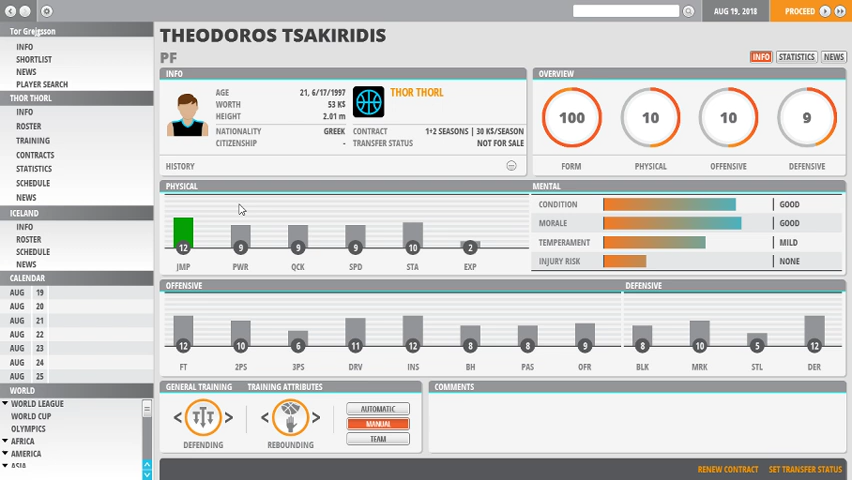 AUG 19, 2018
PROCEED
Tor Grejgsson
INFO
SHORTLIST
NEWS
PLAYER SEARCH
THOR THORL
INFO
ROSTER
TRAINING
CONTRACTS
STATISTICS
SCHEDULE
NEWS
ICELAND
INFO
ROSTER
SCHEDULE
NEWS
CALENDAR
AUG 19
AUG 20
AUG 21
AUG 22
AUG 23
AUG 24
AUG 25
WORLD
WORLD LEAGUE
WORLD CUP
OLYMPICS
AFRICA
AMERICA
ASIA
THEODOROS TSAKIRIDIS
PF
INFO STATISTICS NEWS
INFO
AGE 21, 6/17/1997
WORTH 53 K$
HEIGHT 2.01 m
NATIONALITY GREEK
CITIZENSHIP -
THOR THORL
CONTRACT 1+2 SEASONS | 30 K$/SEASON
TRANSFER STATUS NOT FOR SALE
HISTORY
OVERVIEW
100 10 10 9
FORM PHYSICAL OFFENSIVE DEFENSIVE
PHYSICAL
12 9 9 9 10 2
JMP PWR QCK SPD STA EXP
MENTAL
CONDITION GOOD
MORALE GOOD
TEMPERAMENT MILD
INJURY RISK NONE
OFFENSIVE
12 10 6 11 12 8 8 9
FT 2PS 3PS DRV INS BH PAS OFR
DEFENSIVE
8 10 5 12
BLK MRK STL DER
GENERAL TRAINING TRAINING ATTRIBUTES
< > < >
DEFENDING REBOUNDING
AUTOMATIC
MANUAL
TEAM
COMMENTS
RENEW CONTRACT SET TRANSFER STATUS